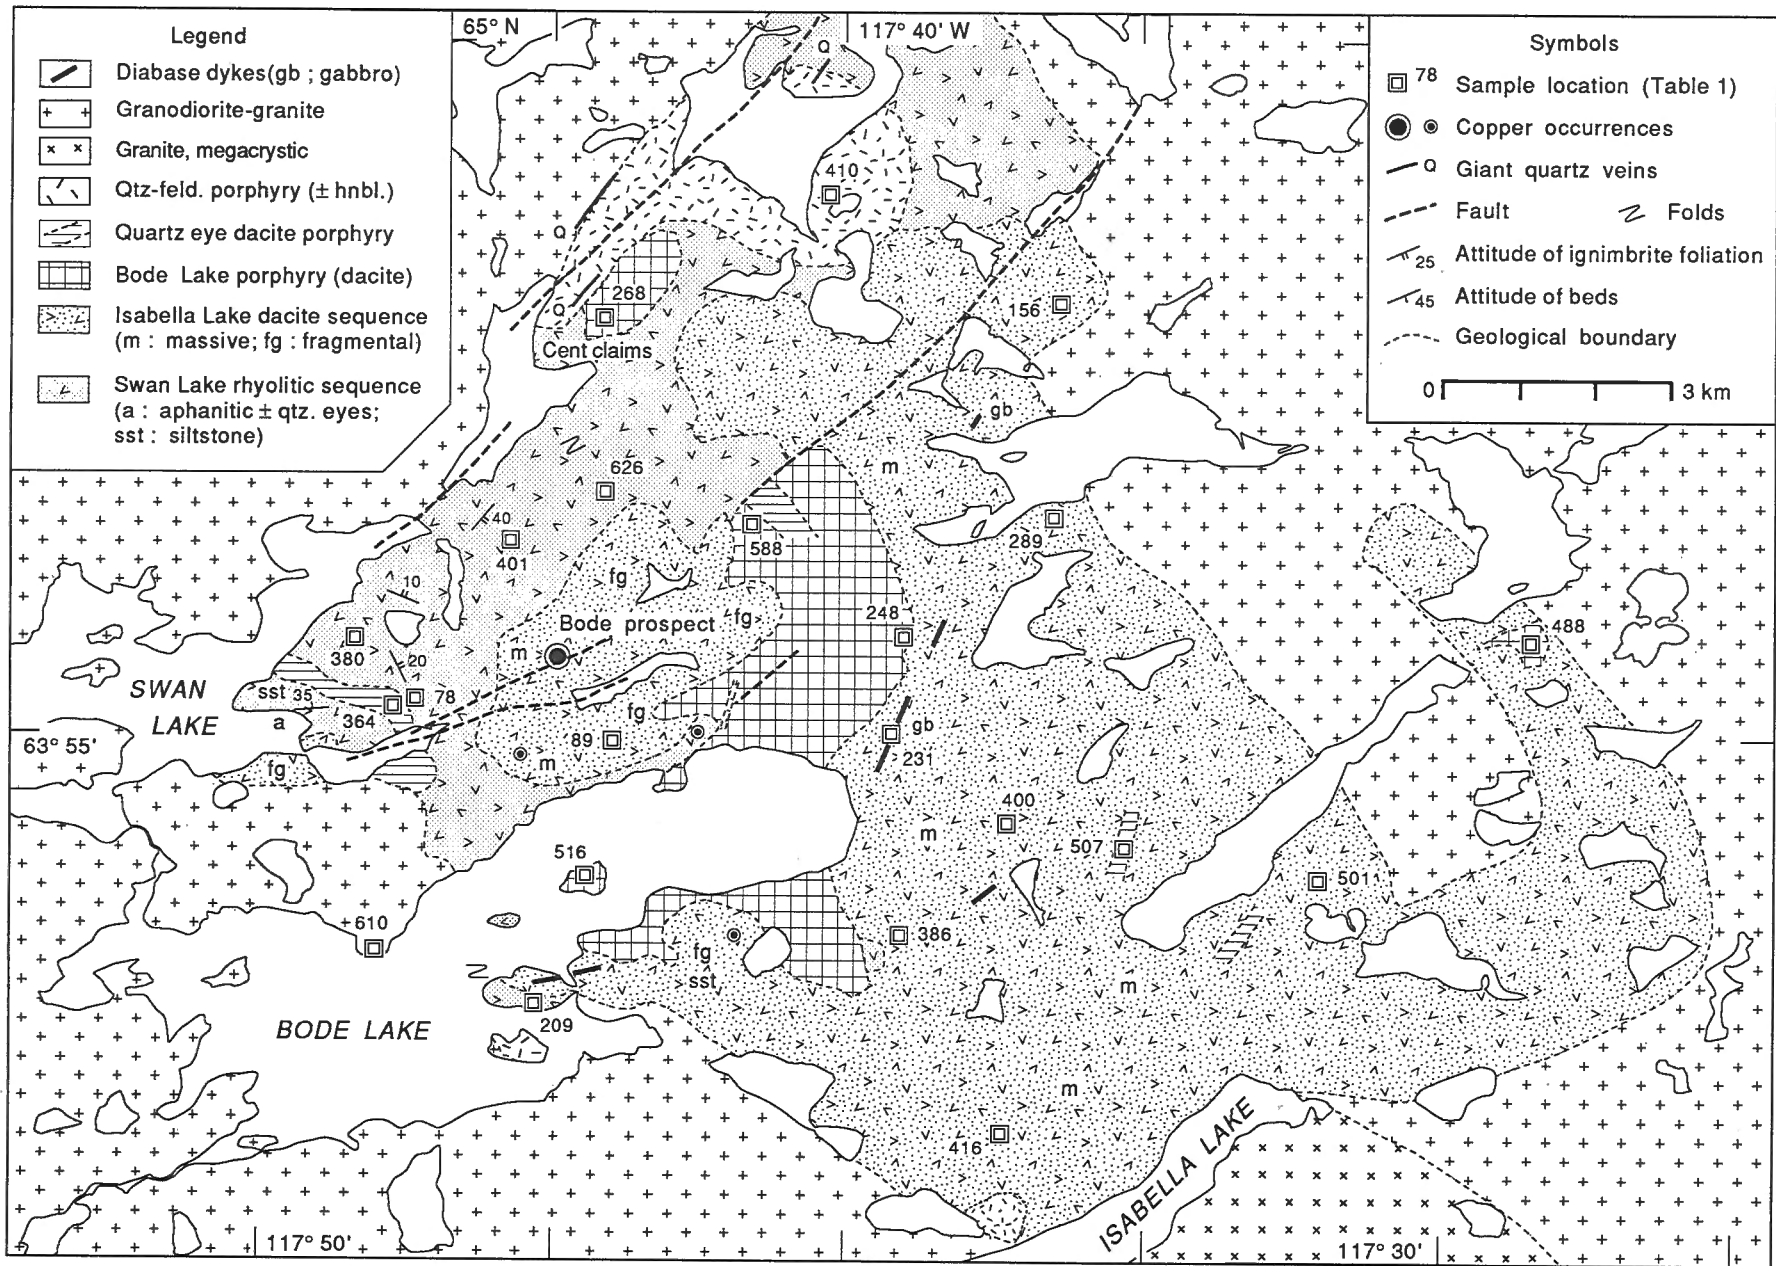 Legend
Diabase dykes(gb ; gabbro)
Granodiorite-granite
Granite, megacrystic
Qtz-feld. porphyry (± hnbl.)
Quartz eye dacite porphyry
Bode Lake porphyry (dacite)
Isabella Lake dacite sequence
(m : massive; fg : fragmental)
Swan Lake rhyolitic sequence
(a : aphanitic ± qtz. eyes;
sst : siltstone)
65° N
117° 40' W
Symbols
78 Sample location (Table 1)
Copper occurrences
Q Giant quartz veins
Fault
Folds
25 Attitude of ignimbrite foliation
45 Attitude of beds
Geological boundary
0 3 km
Q
410
Q
268
Q
156
Cent claims
gb
m
626
40
401
588
289
fg
10
Bode prospect
fg
248
488
m
380
20
SWAN
LAKE
sst
35
78
364
a
fg
89
gb
231
63° 55'
fg
m
400
m
507
516
501
610
386
fg
sst
m
209
BODE LAKE
m
416
ISABELLA LAKE
117° 50'
117° 30'